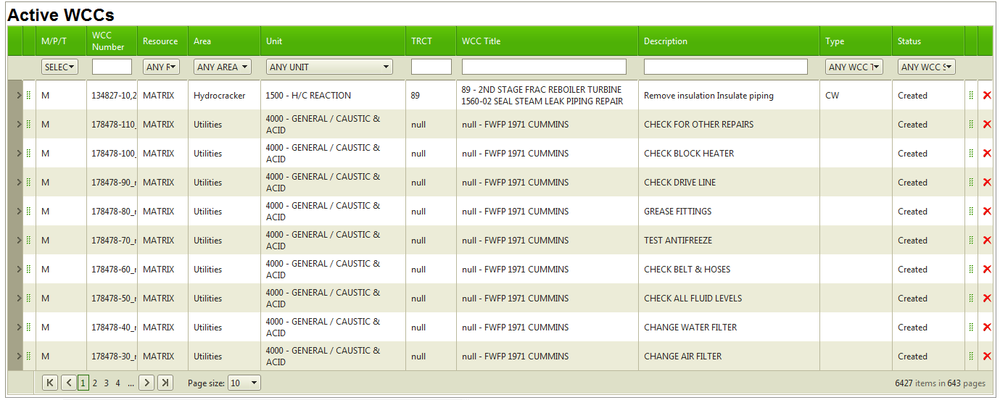 Active WCCs
M/P/T WCC Number Resource Area Unit TRCT WCC Title Description Type Status
SELEC ANY F ANY AREA ANY UNIT ANY WCC T ANY WCC S
M 134827-10,2 MATRIX Hydrocracker 1500 - H/C REACTION 89 89 - 2ND STAGE FRAC REBOILER TURBINE 1560-02 SEAL STEAM LEAK PIPING REPAIR Remove insulation Insulate piping CW Created
M 178478-110_ MATRIX Utilities 4000 - GENERAL / CAUSTIC & ACID null null - FWFP 1971 CUMMINS CHECK FOR OTHER REPAIRS Created
M 178478-100_ MATRIX Utilities 4000 - GENERAL / CAUSTIC & ACID null null - FWFP 1971 CUMMINS CHECK BLOCK HEATER Created
M 178478-90_r MATRIX Utilities 4000 - GENERAL / CAUSTIC & ACID null null - FWFP 1971 CUMMINS CHECK DRIVE LINE Created
M 178478-80_r MATRIX Utilities 4000 - GENERAL / CAUSTIC & ACID null null - FWFP 1971 CUMMINS GREASE FITTINGS Created
M 178478-70_r MATRIX Utilities 4000 - GENERAL / CAUSTIC & ACID null null - FWFP 1971 CUMMINS TEST ANTIFREEZE Created
M 178478-60_r MATRIX Utilities 4000 - GENERAL / CAUSTIC & ACID null null - FWFP 1971 CUMMINS CHECK BELT & HOSES Created
M 178478-50_r MATRIX Utilities 4000 - GENERAL / CAUSTIC & ACID null null - FWFP 1971 CUMMINS CHECK ALL FLUID LEVELS Created
M 178478-40_r MATRIX Utilities 4000 - GENERAL / CAUSTIC & ACID null null - FWFP 1971 CUMMINS CHANGE WATER FILTER Created
M 178478-30_r MATRIX Utilities 4000 - GENERAL / CAUSTIC & ACID null null - FWFP 1971 CUMMINS CHANGE AIR FILTER Created
1 2 3 4 ... Page size: 10 6427 items in 643 pages